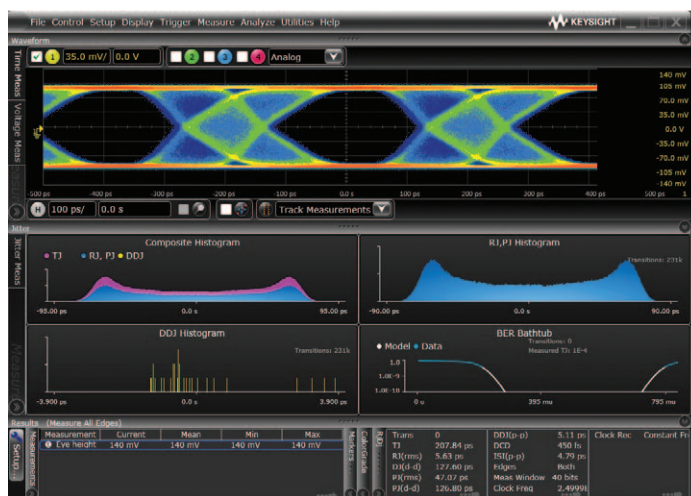 File Control Setup Display Trigger Measure Analyze Utilities Help
KEYSIGHT
Waveform
Time Meas
Voltage Meas
1 35.0 mV/ 0.0 V
2 3 4 Analog
140 mV
105 mV
70.0 mV
35.0 mV
0.0 V
-35.0 mV
-70.0 mV
-105 mV
-140 mV
-500 ps -400 ps -300 ps -200 ps -100 ps 0.0 s 100 ps 200 ps 300 ps 400 ps 500 ps 1
H 100 ps/ 0.0 s
Track Measurements
Jitter
Jitter Meas
Composite Histogram
TJ RJ, PJ DDJ
-93.00 ps 0.0 s 93.00 ps
RJ,PJ Histogram
Transitions: 231k
-90.00 ps 0.0 s 90.00 ps
DDJ Histogram
Transitions: 231k
-3.900 ps 0.0 s 3.900 ps
BER Bathtub
Transitions: 0
Measured TJ: 1E-4
Model Data
1.0
1.0E-9
1.0E-18
0 u 395 mu 795 mu
Results (Measure All Edges)
Setup...
Measurements
Measurement Current Mean Min Max
Eye height 140 mV 140 mV 140 mV 140 mV
Markers
ColorGrade
RJDJ
Trans 0
TJ 207.84 ps
RJ(rms) 5.63 ps
DJ(d-d) 127.60 ps
PJ(rms) 47.07 ps
PJ(d-d) 126.80 ps
DDJ(p-p) 5.11 ps
DCD 450 fs
ISI(p-p) 4.79 ps
Edges Both
Meas Window 40 bits
Clock Freq 2.49998
Clock Rec Constant Fr